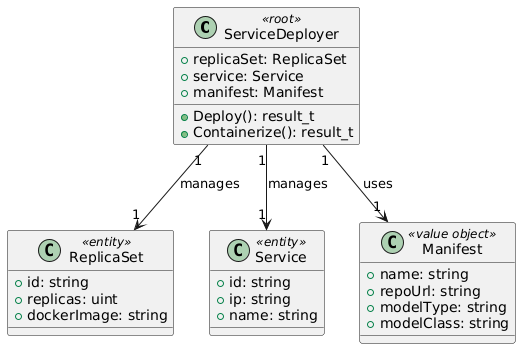 C «root» ServiceDeployer
replicaSet: ReplicaSet
service: Service
manifest: Manifest
Deploy(): result_t
Containerize(): result_t
1 1 1
manages manages uses
1 1 1
C «entity» ReplicaSet
id: string
replicas: uint
dockerImage: string
C «entity» Service
id: string
ip: string
name: string
C «value object» Manifest
name: string
repoUrl: string
modelType: string
modelClass: string